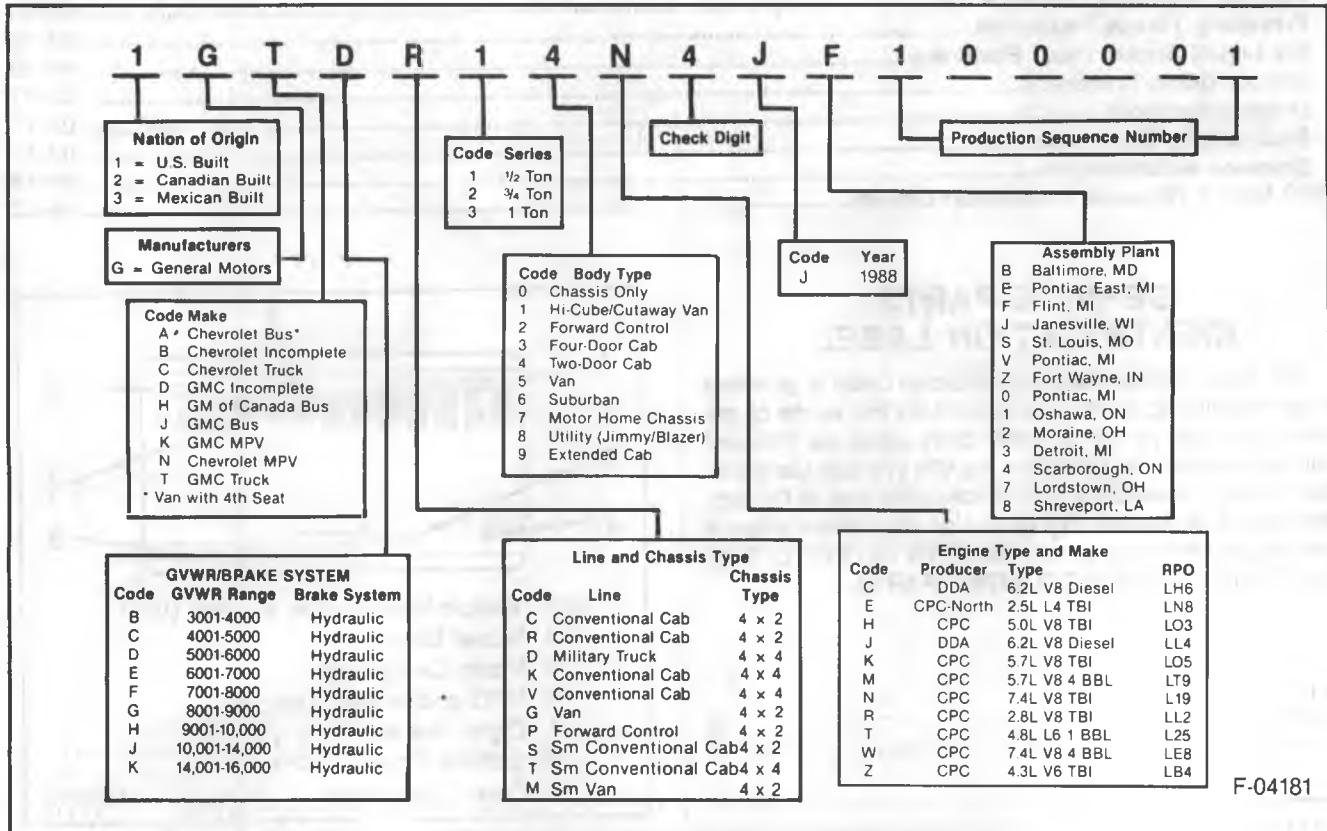 1 G T D R 1 4 N 4 J F 1 0 0 0 0 1
Nation of Origin
1 = U.S. Built
2 = Canadian Built
3 = Mexican Built
Manufacturers
G = General Motors
Code Make
A * Chevrolet Bus*
B Chevrolet Incomplete
C Chevrolet Truck
D GMC Incomplete
H GM of Canada Bus
J GMC Bus
K GMC MPV
N Chevrolet MPV
T GMC Truck
* Van with 4th Seat
GVWR/BRAKE SYSTEM
Code GVWR Range Brake System
B 3001-4000 Hydraulic
C 4001-5000 Hydraulic
D 5001-6000 Hydraulic
E 6001-7000 Hydraulic
F 7001-8000 Hydraulic
G 8001-9000 Hydraulic
H 9001-10,000 Hydraulic
J 10,001-14,000 Hydraulic
K 14,001-16,000 Hydraulic
Code Series
1 1/2 Ton
2 3/4 Ton
3 1 Ton
Code Body Type
0 Chassis Only
1 Hi-Cube/Cutaway Van
2 Forward Control
3 Four-Door Cab
4 Two-Door Cab
5 Van
6 Suburban
7 Motor Home Chassis
8 Utility (Jimmy/Blazer)
9 Extended Cab
Line and Chassis Type
Chassis
Code Line Type
C Conventional Cab 4 x 2
R Conventional Cab 4 x 2
D Military Truck 4 x 4
K Conventional Cab 4 x 4
V Conventional Cab 4 x 4
G Van 4 x 2
P Forward Control 4 x 2
S Sm Conventional Cab 4 x 2
T Sm Conventional Cab 4 x 4
M Sm Van 4 x 2
Check Digit
Code Year
J 1988
Production Sequence Number
Assembly Plant
B Baltimore, MD
E Pontiac East, MI
F Flint, MI
J Janesville, WI
S St. Louis, MO
V Pontiac, MI
Z Fort Wayne, IN
0 Pontiac, MI
1 Oshawa, ON
2 Moraine, OH
3 Detroit, MI
4 Scarborough, ON
7 Lordstown, OH
8 Shreveport, LA
Engine Type and Make
Code Producer Type RPO
C DDA 6.2L V8 Diesel LH6
E CPC-North 2.5L L4 TBI LN8
H CPC 5.0L V8 TBI LO3
J DDA 6.2L V8 Diesel LL4
K CPC 5.7L V8 TBI LO5
M CPC 5.7L V8 4 BBL LT9
N CPC 7.4L V8 TBI L19
R CPC 2.8L V8 TBI LL2
T CPC 4.8L L6 1 BBL L25
W CPC 7.4L V8 4 BBL LE8
Z CPC 4.3L V6 TBI LB4
F-04181